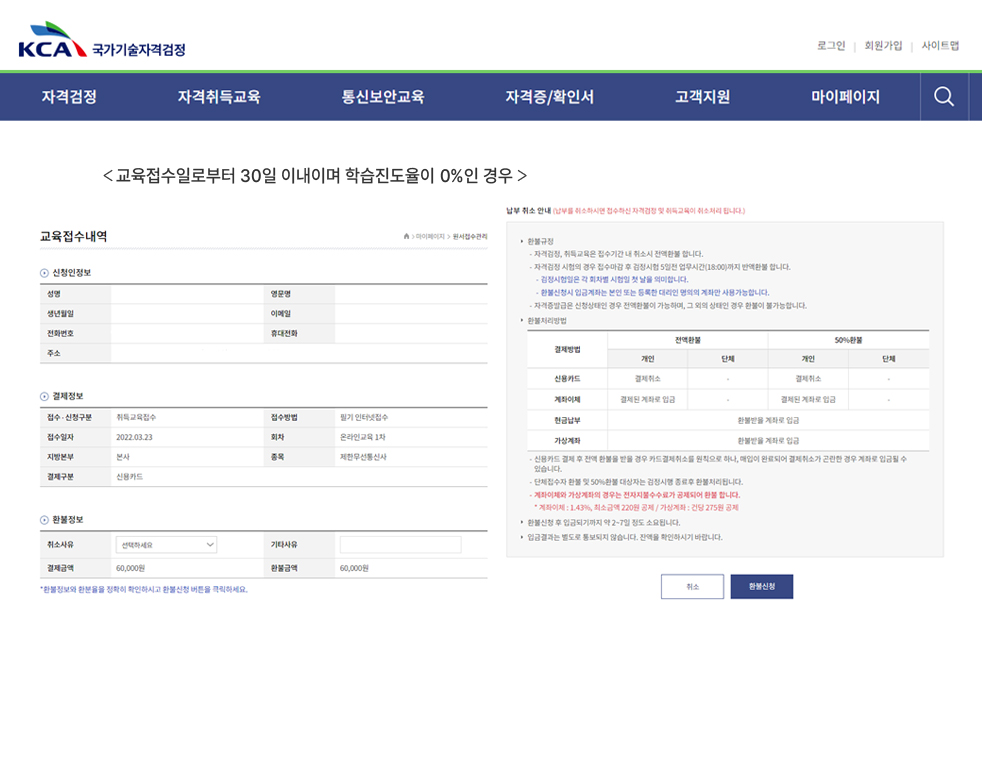 KCA 국가기술자격검정
로그인 | 회원가입 | 사이트맵
자격검정 자격취득교육 통신보안교육 자격증/확인서 고객지원 마이페이지
<교육접수일로부터 30일 이내이며 학습진도율이 0%인 경우>
교육접수내역
> 마이페이지 > 원서접수관리
신청인정보
성명 영문명
생년월일 이메일
전화번호 휴대전화
주소
결제정보
접수·신청구분 취득교육접수 접수방법 필기 인터넷접수
접수일자 2022.03.23 회차 온라인교육 1차
지방본부 본사 종목 제한무선통신사
결제구분 신용카드
환불정보
취소사유 선택하세요 기타사유
결제금액 60,000원 환불금액 60,000원
*환불정보와 환분율을 정확히 확인하시고 환불신청 버튼을 클릭하세요.
납부 취소 안내 (납부를 취소하시면 접수하신 자격검정 및 취득교육이 취소처리 됩니다.)
환불규정
- 자격검정, 취득교육은 접수기간 내 취소시 전액환불 합니다.
- 자격검정 시험의 경우 접수마감 후 검정시험 5일전 업무시간(18:00)까지 반액환불 합니다.
- 검정시험일은 각 회차별 시험일 첫 날을 의미합니다.
- 환불신청시 입금계좌는 본인 또는 등록한 대리인 명의의 계좌만 사용가능합니다.
- 자격증발급은 신청상태인 경우 전액환불이 가능하며, 그 외의 상태인 경우 환불이 불가능합니다.
환불처리방법
결제방법 전액환불 50%환불
개인 단체 개인 단체
신용카드 결제취소 - 결제취소 -
계좌이체 결제된 계좌로 입금 - 결제된 계좌로 입금 -
현금납부 환불받을 계좌로 입금
가상계좌 환불받을 계좌로 입금
- 신용카드 결제 후 전액 환불을 받을 경우 카드결제취소를 원칙으로 하나, 매입이 완료되어 결제취소가 곤란한 경우 계좌로 입금될 수
있습니다.
- 단체접수자 환불 및 50%환불 대상자는 검정시행 종료후 환불처리됩니다.
- 계좌이체와 가상계좌의 경우는 전자지불수수료가 공제되어 환불 합니다.
* 계좌이체 : 1.43%, 최소금액 220원 공제 / 가상계좌 : 건당 275원 공제
환불신청 후 입금되기까지 약 2~7일 정도 소요됩니다.
입금결과는 별도로 통보되지 않습니다. 잔액을 확인하시기 바랍니다.
취소 환불신청